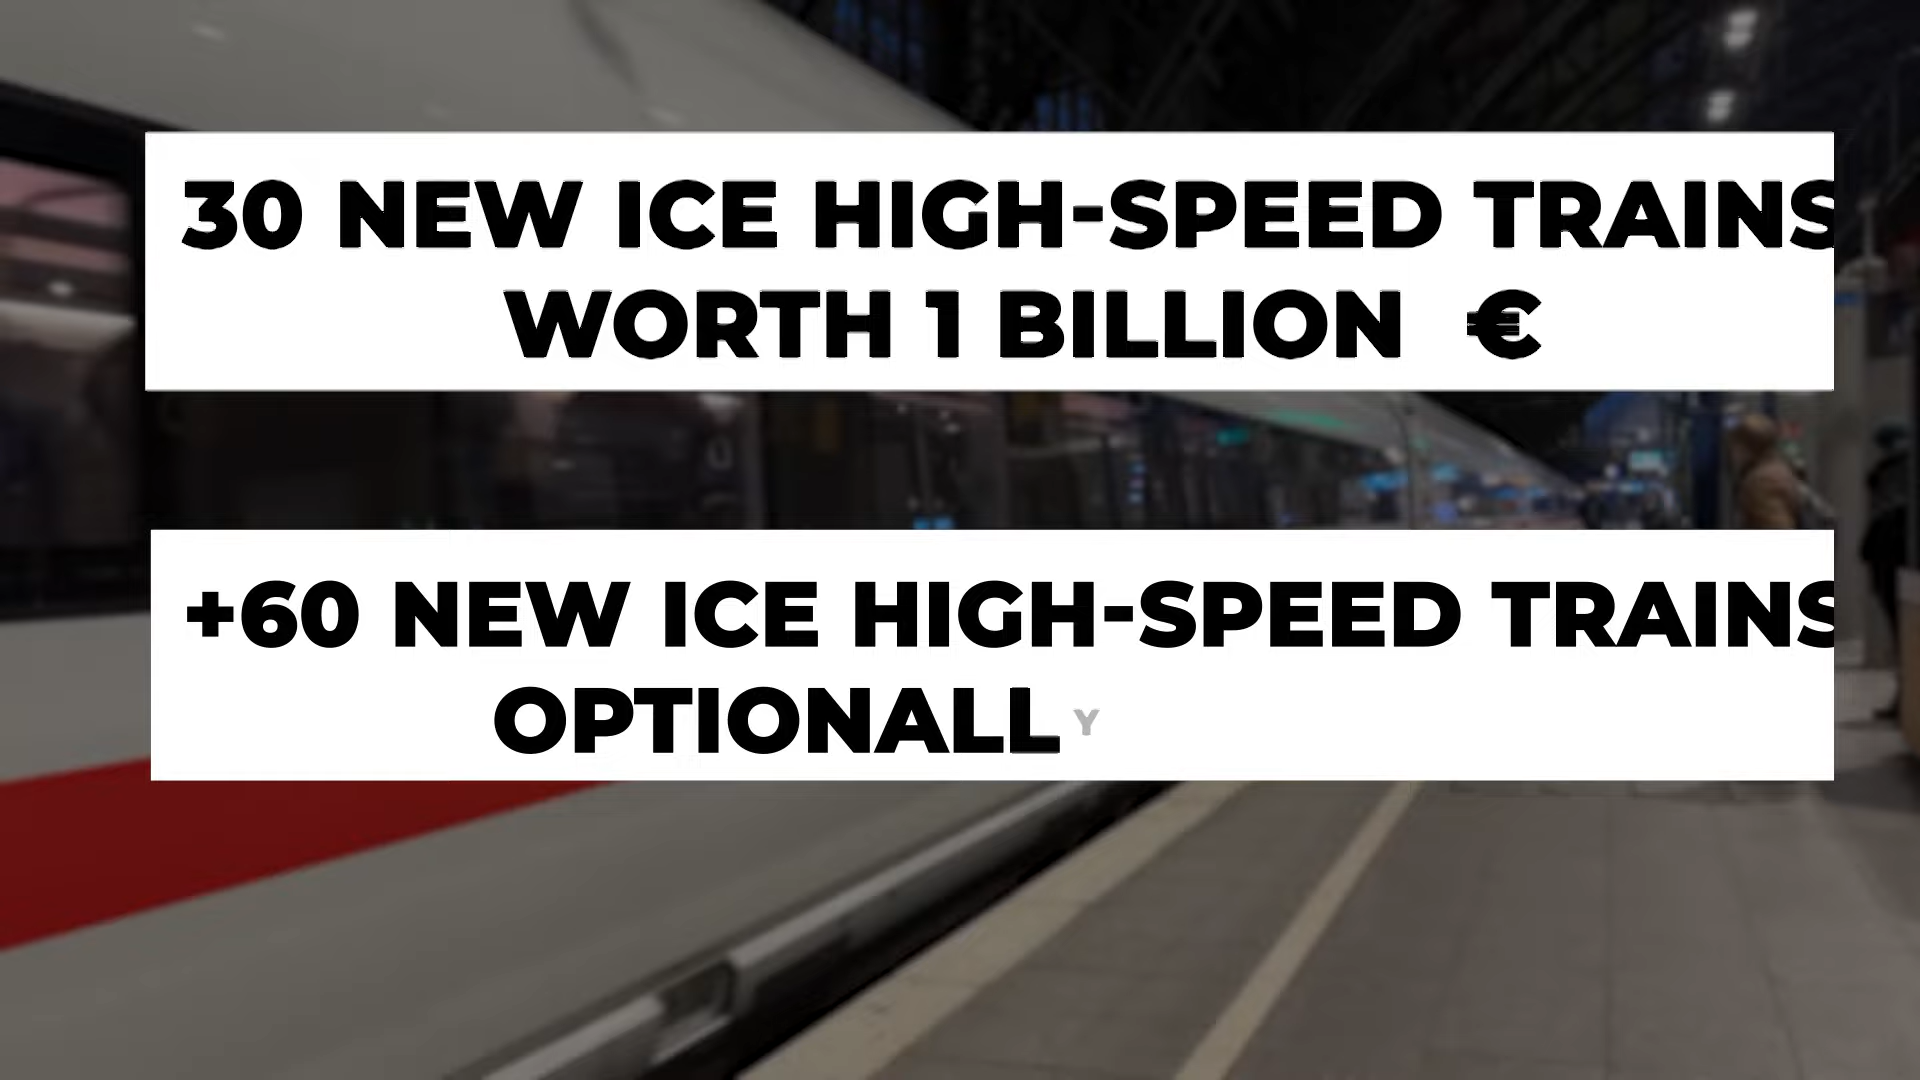 30 NEW ICE HIGH-SPEED TRAINS
WORTH 1 BILLION €
+60 NEW ICE HIGH-SPEED TRAINS
OPTIONALLY